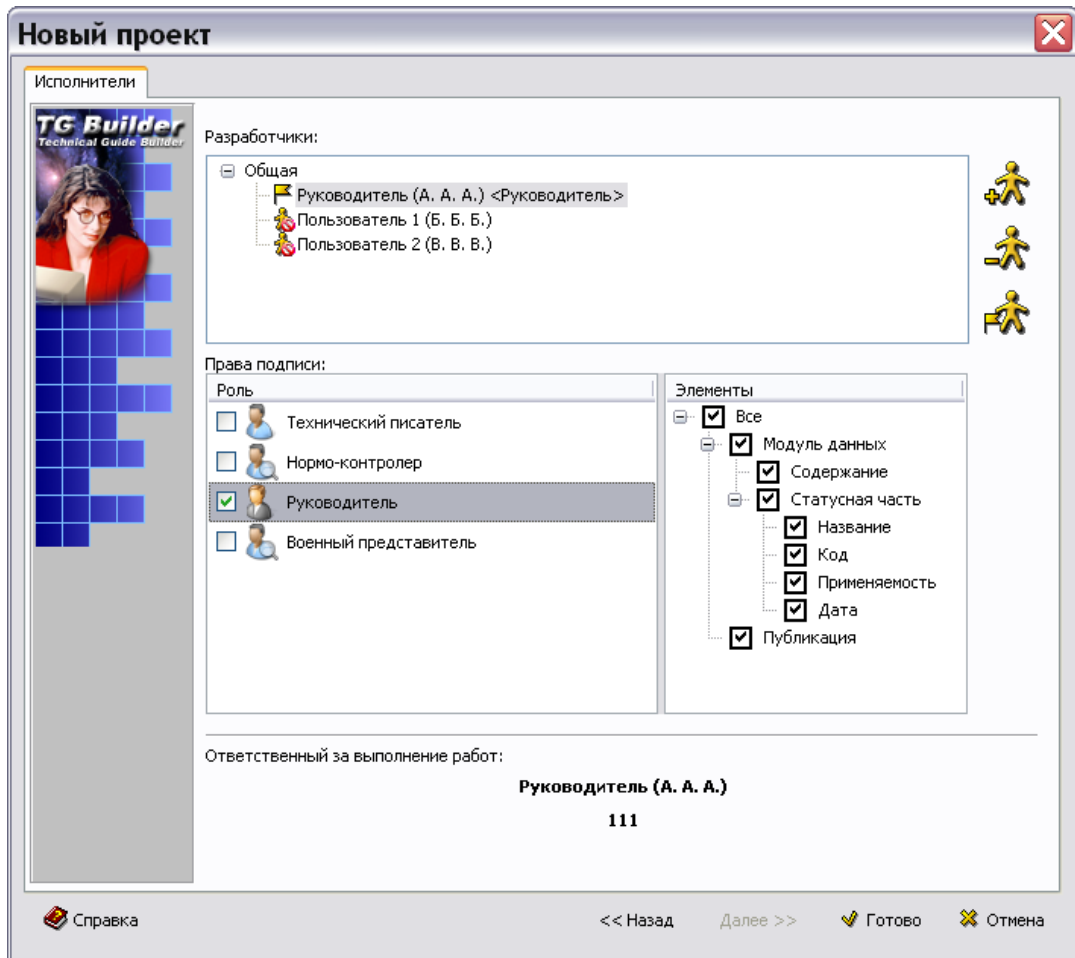 Новый проект
Исполнители
TG Builder
Technical Guide Builder
Разработчики:
Общая
Руководитель (А. А. А.) <Руководитель>
Пользователь 1 (Б. Б. Б.)
Пользователь 2 (В. В. В.)
Права подписи:
Роль
Технический писатель
Нормо-контролер
Руководитель
Военный представитель
Элементы
Все
Модуль данных
Содержание
Статусная часть
Название
Код
Применяемость
Дата
Публикация
Ответственный за выполнение работ:
Руководитель (А. А. А.)
111
Справка
<< Назад
Далее >>
Готово
Отмена